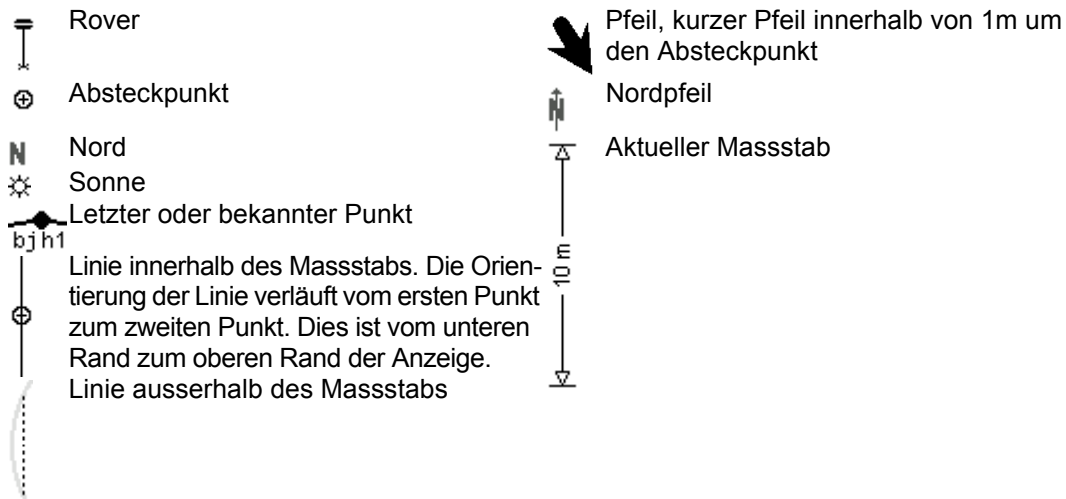 Rover
Absteckpunkt
N
Nord
Sonne
Letzter oder bekannter Punkt
bjh1
Linie innerhalb des Massstabs. Die Orien-
tierung der Linie verläuft vom ersten Punkt
zum zweiten Punkt. Dies ist vom unteren
Rand zum oberen Rand der Anzeige.
Linie ausserhalb des Massstabs
Pfeil, kurzer Pfeil innerhalb von 1m um
den Absteckpunkt
N
Nordpfeil
Aktueller Massstab
10 m